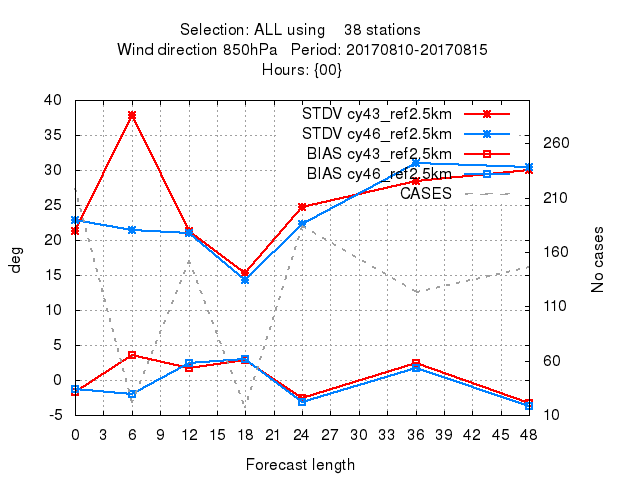 Selection: ALL using    38 stations
Wind direction 850hPa   Period: 20170810-20170815
Hours: {00}
40
35
30
25
20
15
10
5
0
-5
deg
STDV cy43_ref2.5km
STDV cy46_ref2.5km
BIAS cy43_ref2.5km
BIAS cy46_ref2.5km
CASES
260
210
160
110
60
10
No cases
0 3 6 9 12 15 18 21 24 27 30 33 36 39 42 45 48
Forecast length